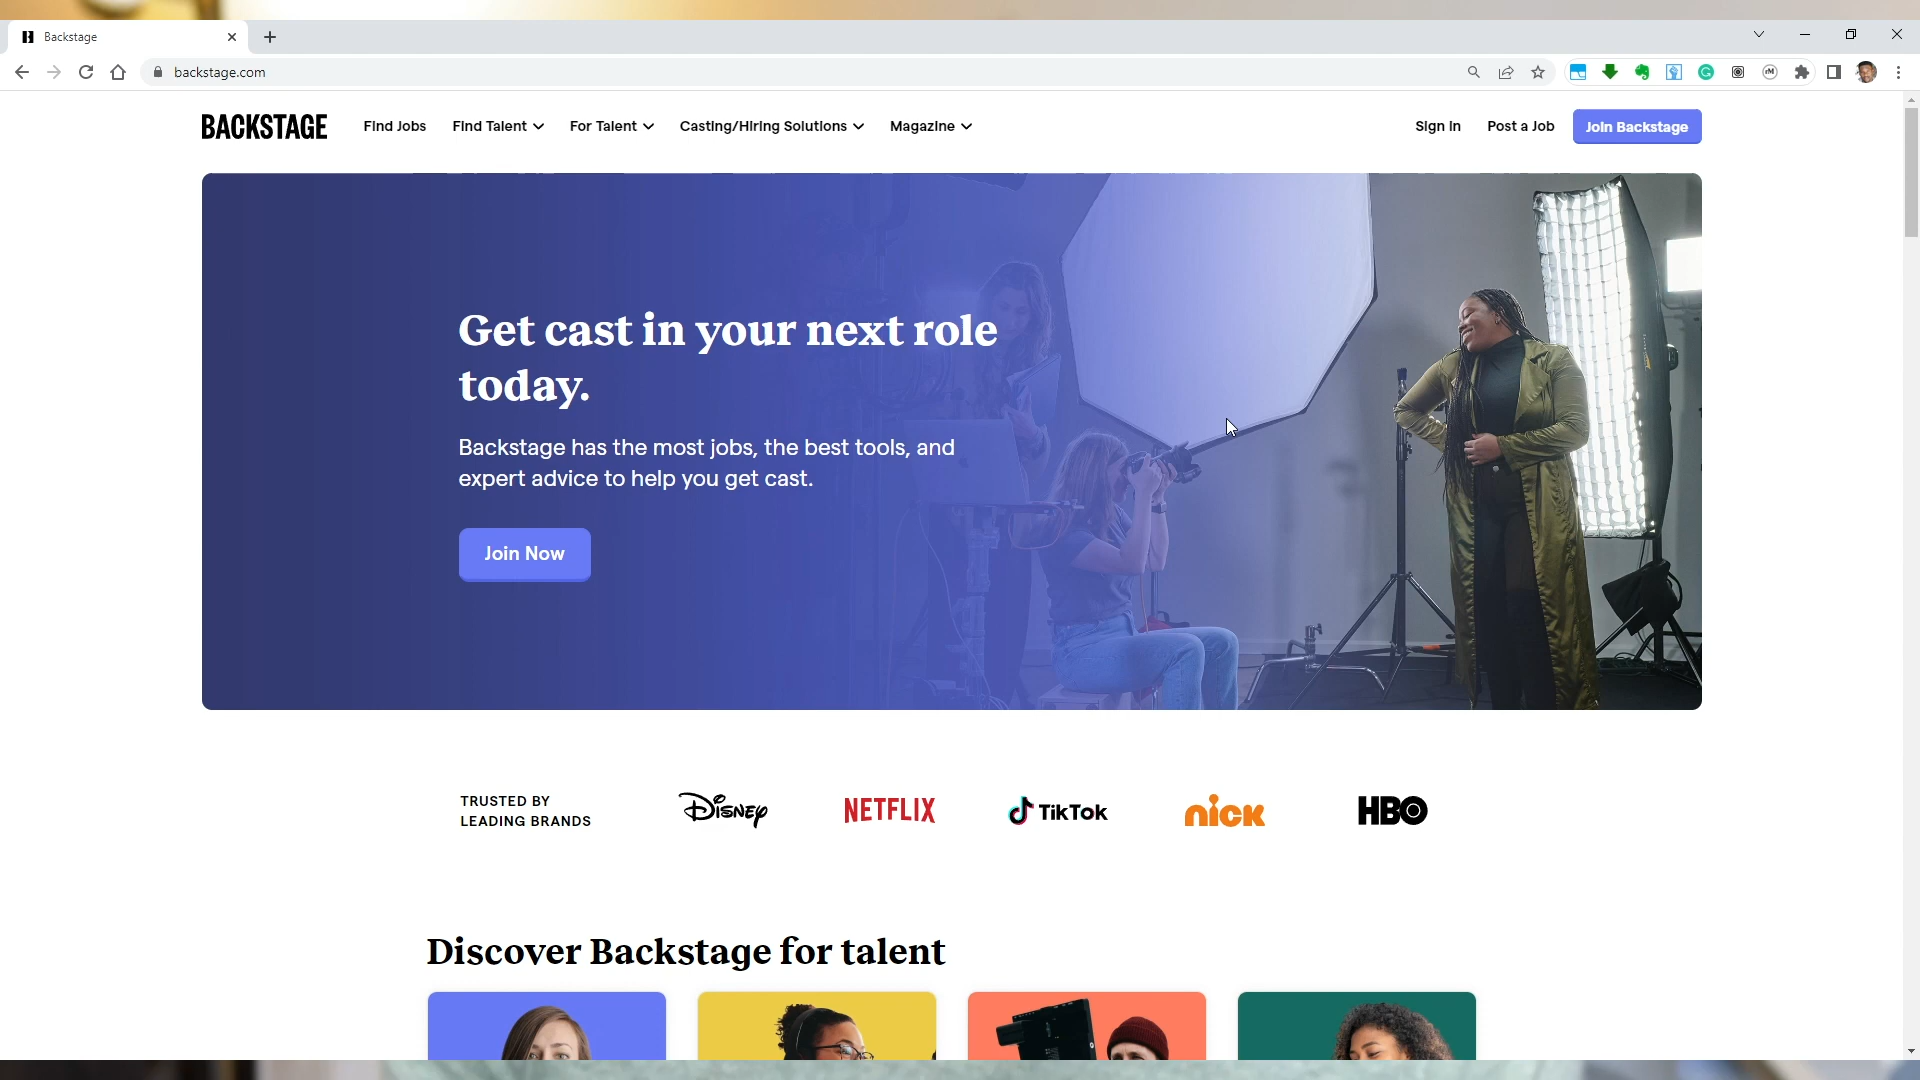 Backstage
backstage.com
BACKSTAGE
Find Jobs
Find Talent
For Talent
Casting/Hiring Solutions
Magazine
Sign In
Post a Job
Join Backstage
Get cast in your next role
today.
Backstage has the most jobs, the best tools, and
expert advice to help you get cast.
Join Now
TRUSTED BY
LEADING BRANDS
Disney
NETFLIX
TikTok
nick
HBO
Discover Backstage for talent